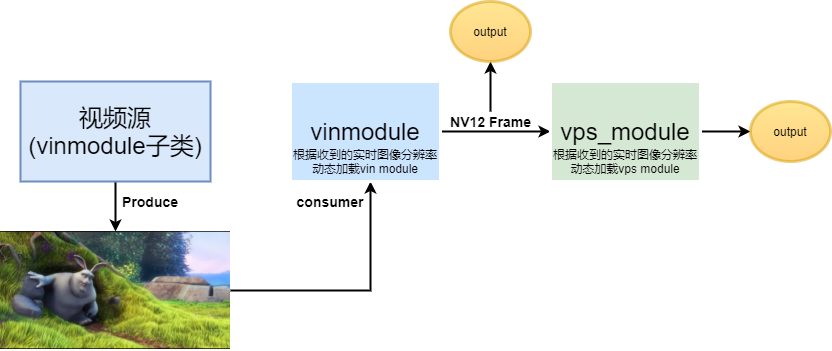 output
视频源
(vinmodule子类)
vinmodule
根据收到的实时图像分辨率
动态加载vin module
NV12 Frame
vps_module
根据收到的实时图像分辨率
动态加载vps module
output
Produce
consumer